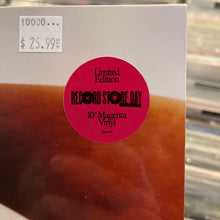 10000...
$ 25.99
Limited
Edition
RECORD STORE DAY
10" Magenta
Vinyl